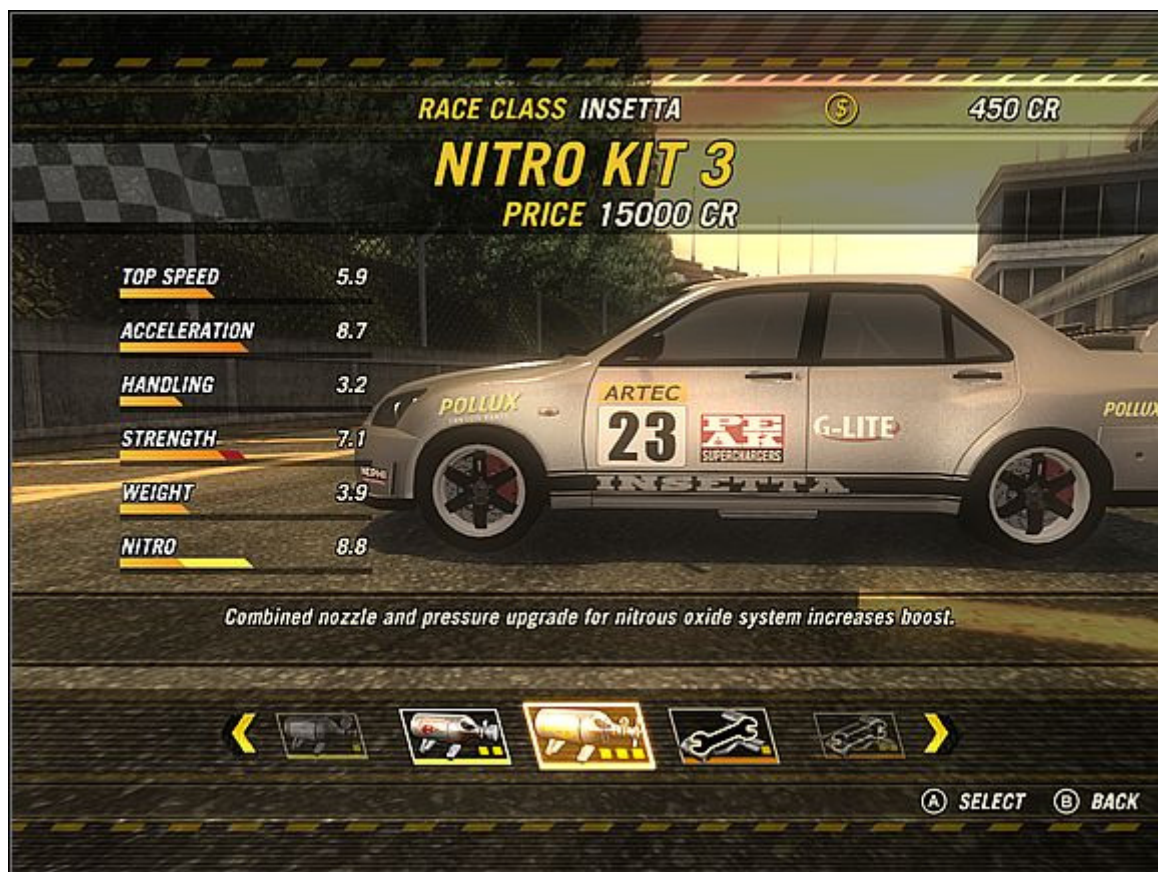 RACE CLASS INSETTA
$ 450 CR
NITRO KIT 3
PRICE 15000 CR
TOP SPEED 5.9
ACCELERATION 8.7
HANDLING 3.2
STRENGTH 7.1
WEIGHT 3.9
NITRO 8.8
POLLUX
ARTEC
23
PEAK
SUPERCHARGERS
G-LITE
POLLUX
INSETTA
Combined nozzle and pressure upgrade for nitrous oxide system increases boost.
A SELECT B BACK